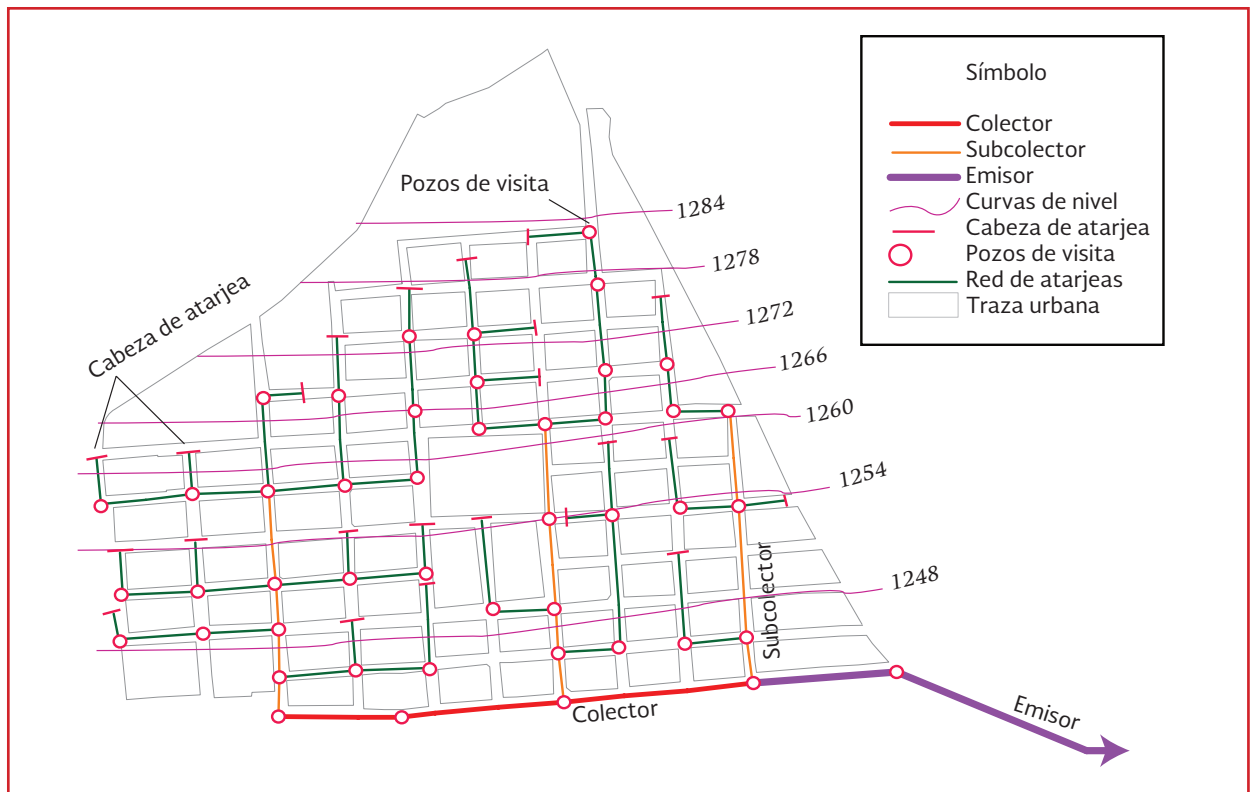 Símbolo
Colector
Subcolector
Emisor
Curvas de nivel
Cabeza de atarjea
Pozos de visita
Red de atarjeas
Traza urbana
Pozos de visita
1284
1278
1272
1266
1260
1254
1248
Cabeza de atarjea
Subcolector
Colector
Emisor